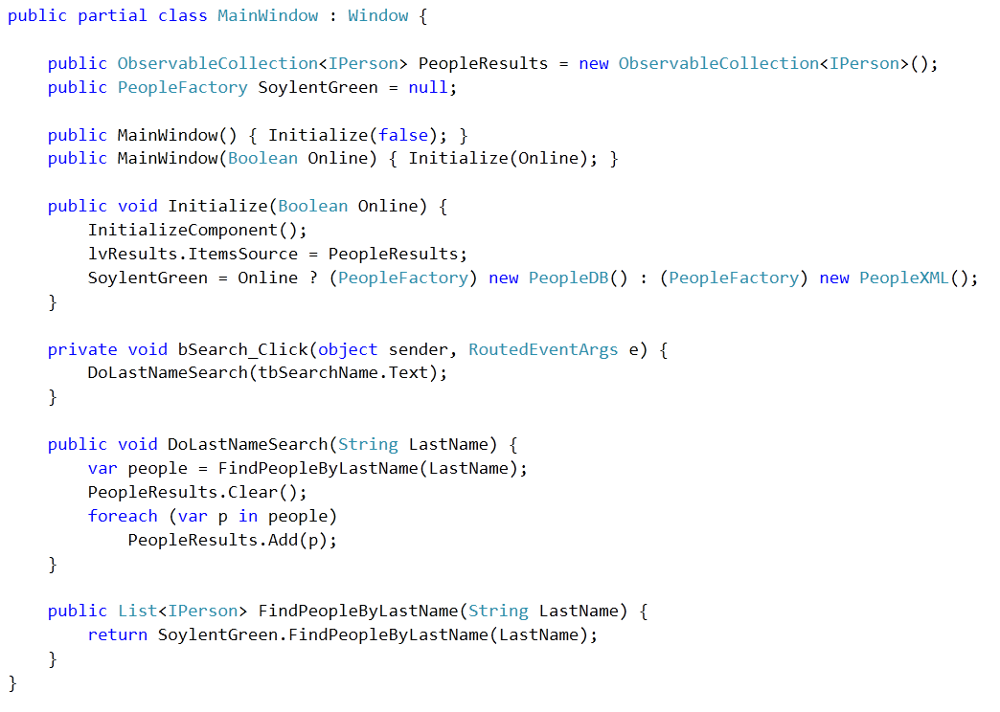 public partial class MainWindow : Window {
public ObservableCollection<IPerson> PeopleResults = new ObservableCollection<IPerson>();
public PeopleFactory SoylentGreen = null;
public MainWindow() { Initialize(false); }
public MainWindow(Boolean Online) { Initialize(Online); }
public void Initialize(Boolean Online) {
InitializeComponent();
lvResults.ItemsSource = PeopleResults;
SoylentGreen = Online ? (PeopleFactory) new PeopleDB() : (PeopleFactory) new PeopleXML();
}
private void bSearch_Click(object sender, RoutedEventArgs e) {
DoLastNameSearch(tbSearchName.Text);
}
public void DoLastNameSearch(String LastName) {
var people = FindPeopleByLastName(LastName);
PeopleResults.Clear();
foreach (var p in people)
PeopleResults.Add(p);
}
public List<IPerson> FindPeopleByLastName(String LastName) {
return SoylentGreen.FindPeopleByLastName(LastName);
}
}